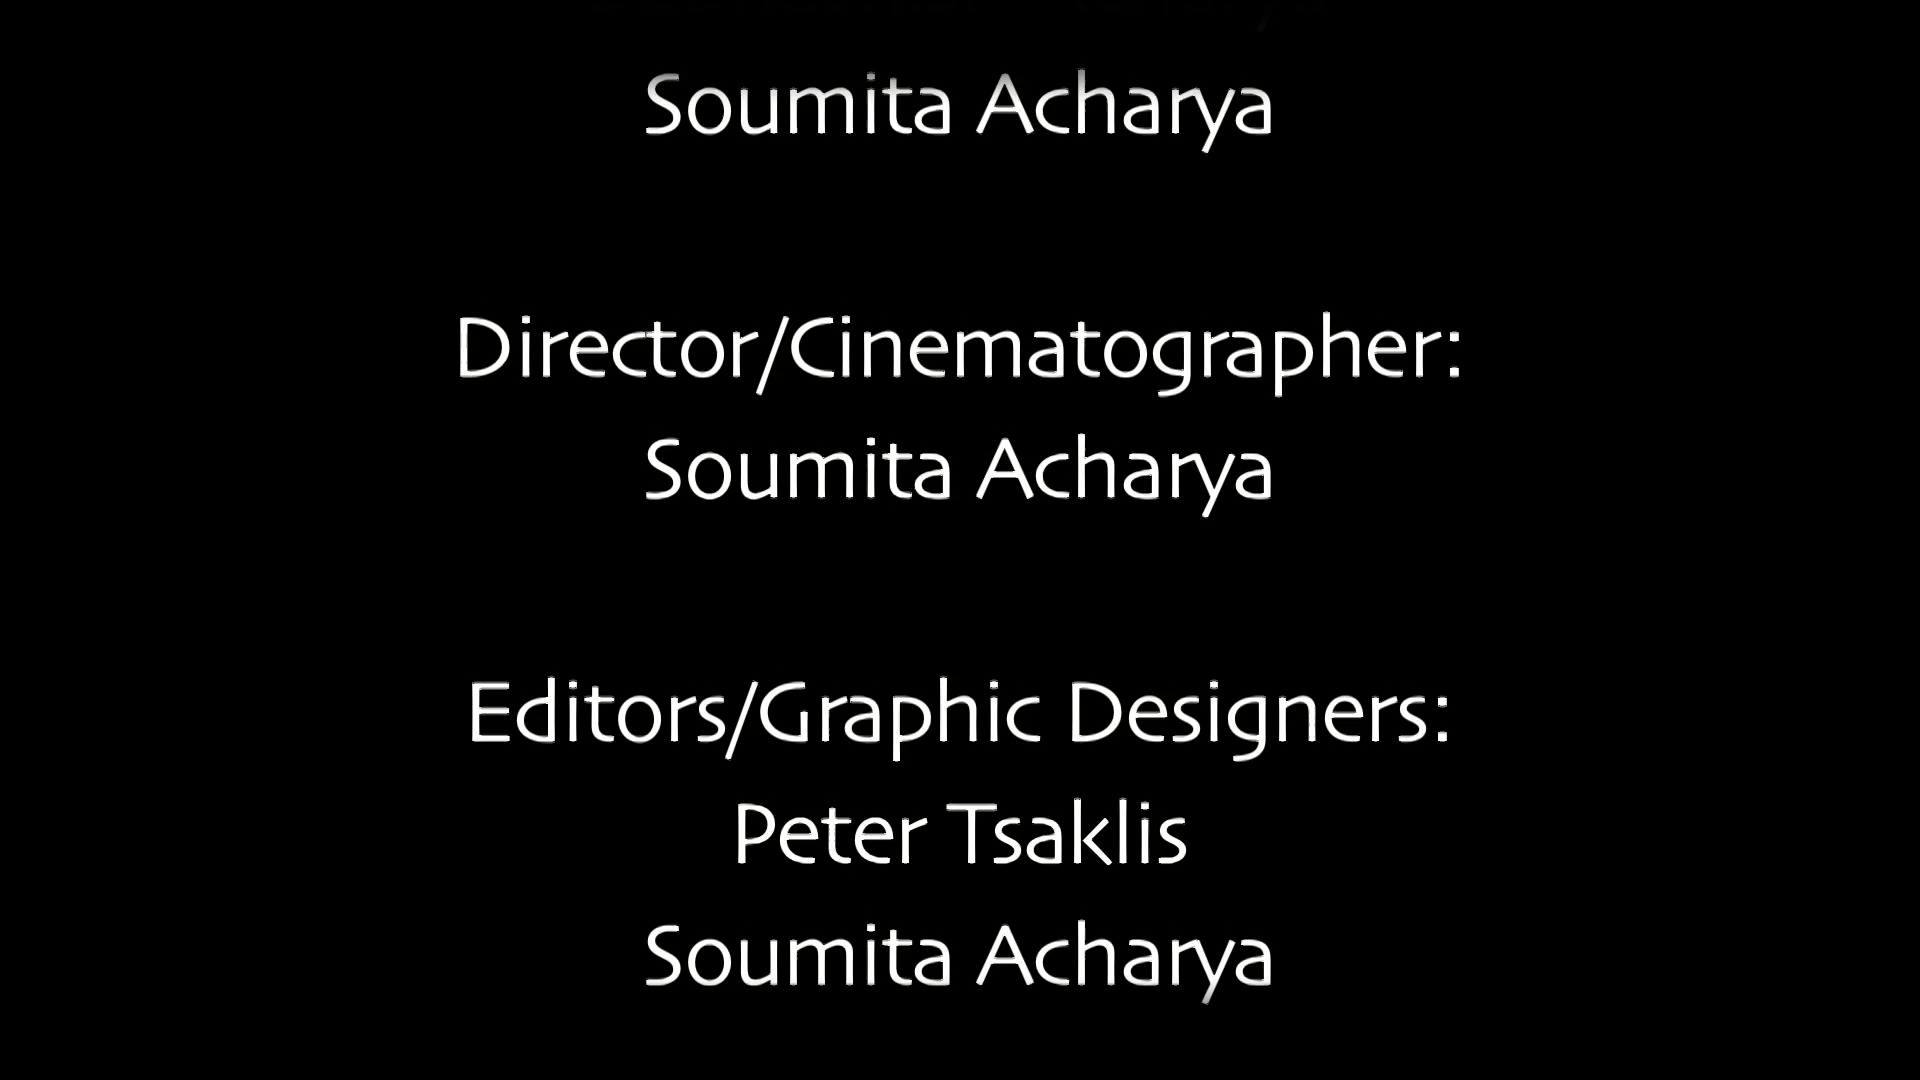 Soumita Acharya
Director/Cinematographer:
Soumita Acharya
Editors/Graphic Designers:
Peter Tsaklis
Soumita Acharya